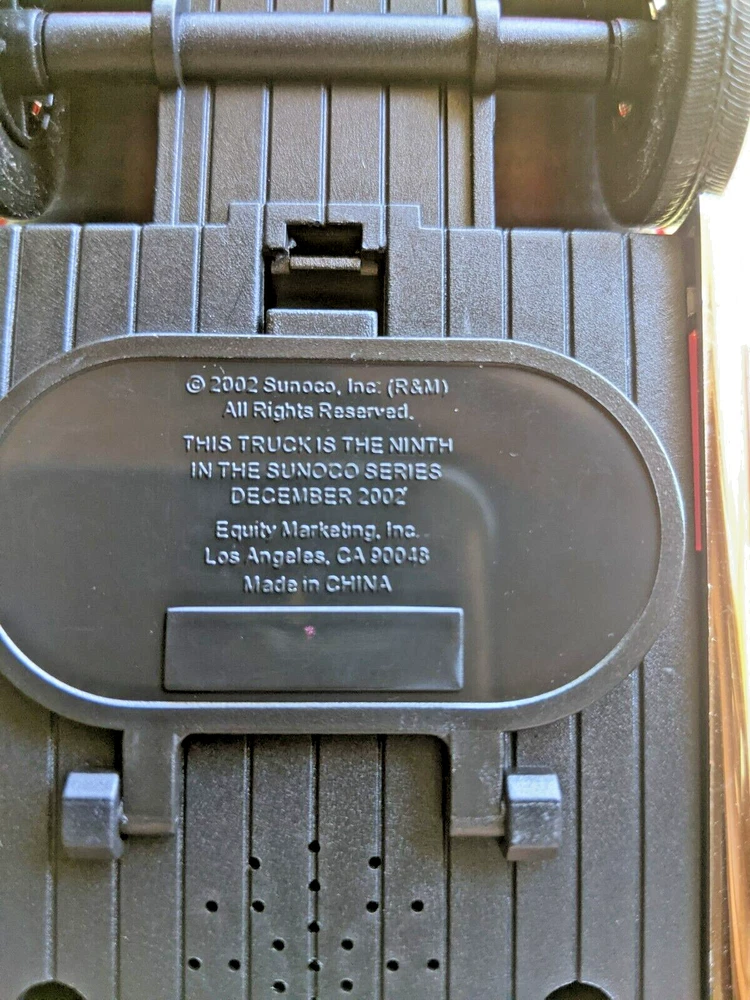 © 2002 Sunoco, Inc. (R&M)
All Rights Reserved.
THIS TRUCK IS THE NINTH
IN THE SUNOCO SERIES
DECEMBER 2002
Equity Marketing, Inc.
Los Angeles, CA 90048
Made in CHINA